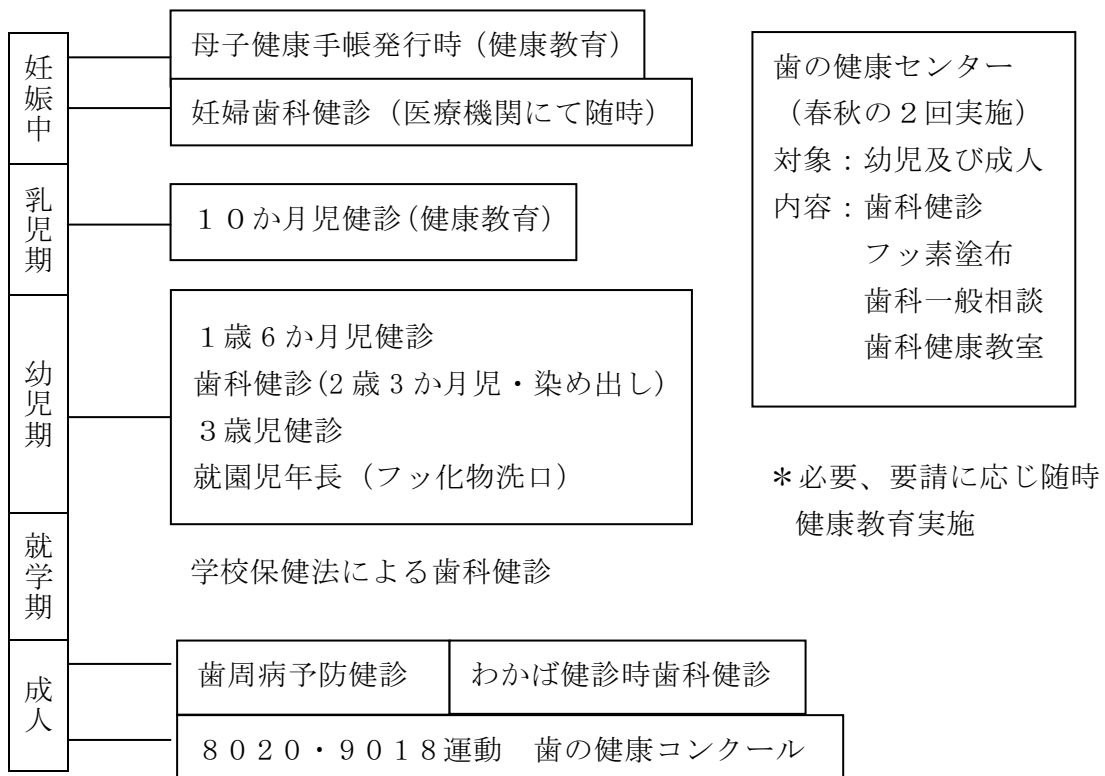 妊娠中
母子健康手帳発行時（健康教育）
妊婦歯科健診（医療機関にて随時）
乳児期
１０か月児健診(健康教育)
幼児期
１歳６か月児健診
歯科健診(2歳３か月児・染め出し)
３歳児健診
就園児年長（フッ化物洗口）
就学期
学校保健法による歯科健診
成人
歯周病予防健診
わかば健診時歯科健診
８０２０・９０１８運動　歯の健康コンクール
歯の健康センター
（春秋の２回実施）
対象：幼児及び成人
内容：歯科健診
フッ素塗布
歯科一般相談
歯科健康教室
＊必要、要請に応じ随時
健康教育実施